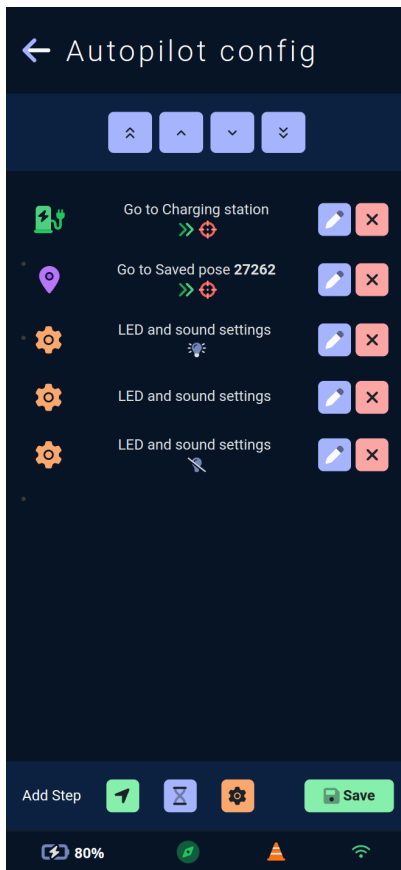 Autopilot config
Go to Charging station
Go to Saved pose 27262
LED and sound settings
LED and sound settings
LED and sound settings
Add Step
Save
80%